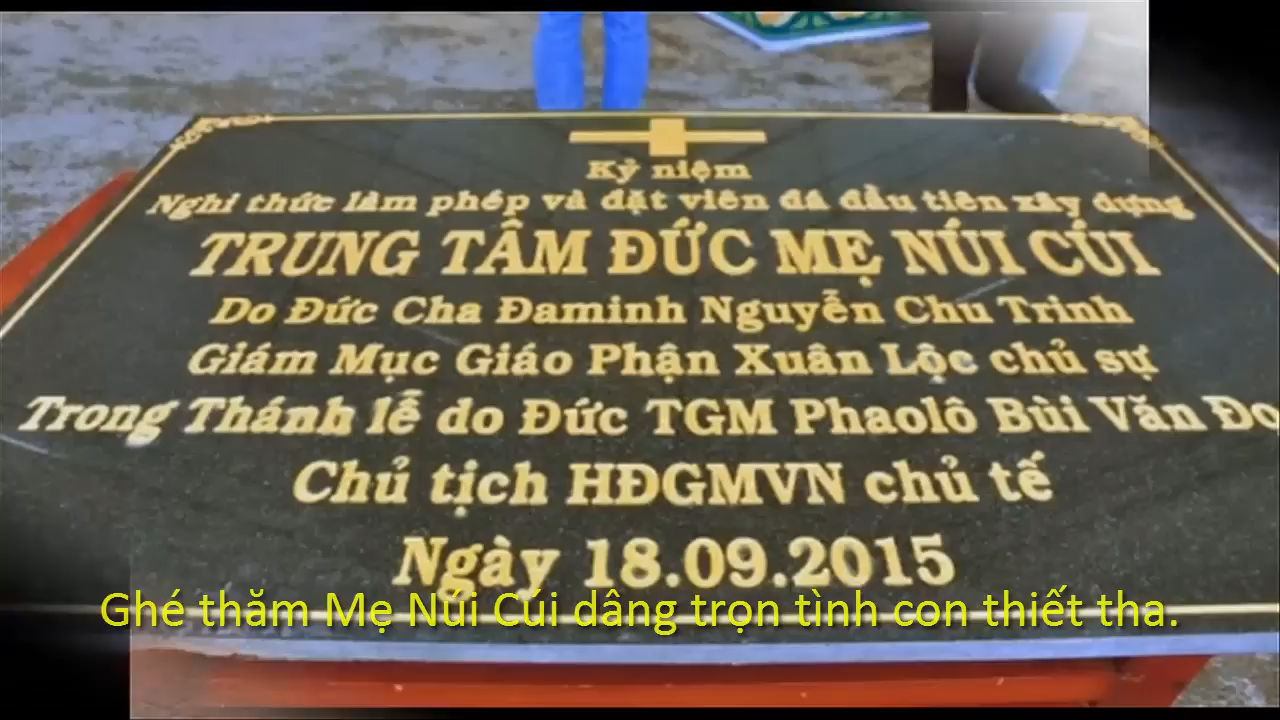 Kỷ niệm
Nghi thức làm phép và đặt viên đá đầu tiên xây dựng
TRUNG TÂM ĐỨC MẸ NÚI CÚI
Do Đức Cha Đaminh Nguyễn Chu Trinh
Giám Mục Giáo Phận Xuân Lộc chủ sự
Trong Thánh lễ do Đức TGM Phaolô Bùi Văn Đo
Chủ tịch HĐGMVN chủ tế
Ngày 18.09.2015
Ghé thăm Mẹ Núi Cúi dâng trọn tình con thiết tha.